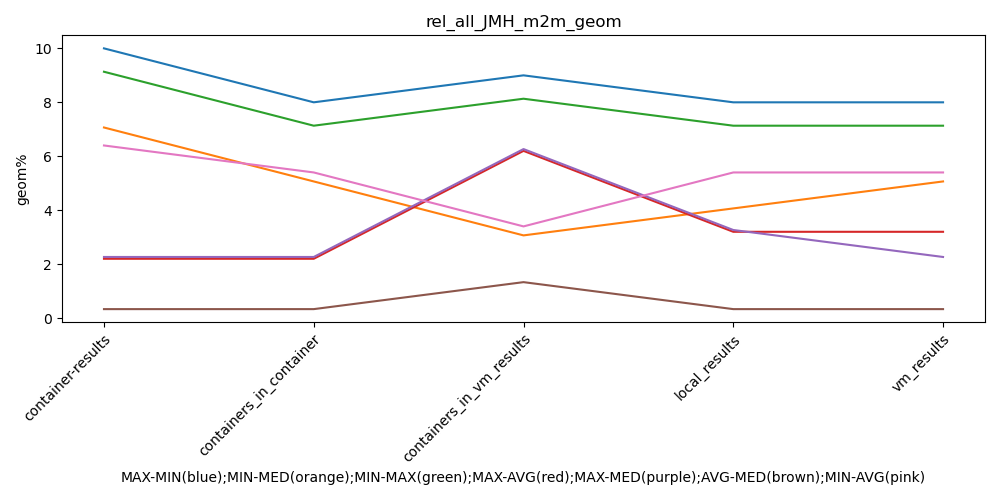 rel_all_JMH_m2m_geom
10
8
6
4
2
0
geom%
container-results
containers_in_container
containers_in_vm_results
local_results
vm_results
MAX-MIN(blue);MIN-MED(orange);MIN-MAX(green);MAX-AVG(red);MAX-MED(purple);AVG-MED(brown);MIN-AVG(pink)